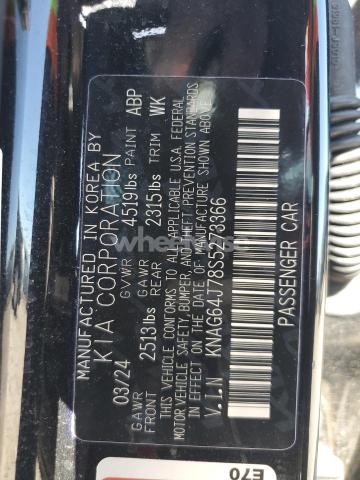 MANUFACTURED IN KOREA BY
KIA CORPORATION
03/24 GVWR 4519lbs PAINT ABP
GAWR FRONT 2513lbs GAWR REAR 2315lbs TRIM WK
THIS VEHICLE CONFORMS TO ALL APPLICABLE U.S.A. FEDERAL
MOTOR VEHICLE SAFETY, BUMPER, AND THEFT PREVENTION STANDARDS
IN EFFECT ON THE DATE OF MANUFACTURE SHOWN ABOVE.
V.I.N KNAG64J78S5273366
PASSENGER CAR
E70